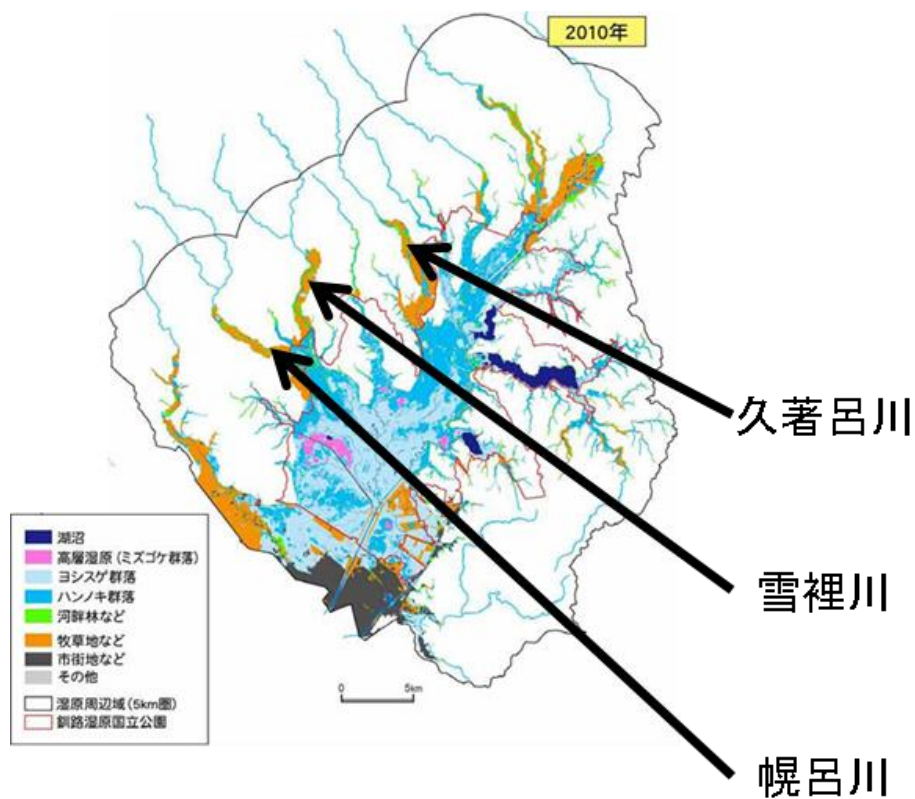 2010年
久著呂川
雪裡川
幌呂川
湖沼
高層湿原(ミズゴケ群落)
ヨシスゲ群落
ハンノキ群落
河畔林など
牧草地など
市街地など
その他
湿原周辺域(5km圏)
釧路湿原国立公園
0 5km